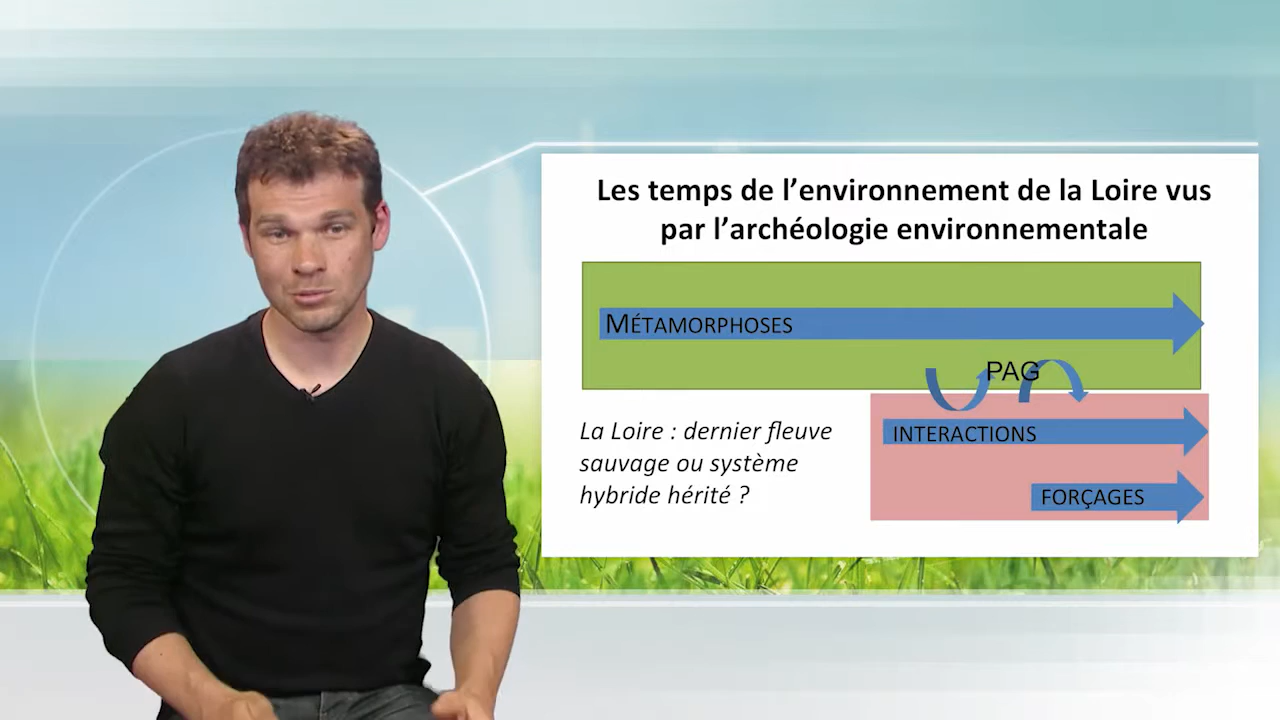 Les temps de l’environnement de la Loire vus
par l’archéologie environnementale
MÉTAMORPHOSES
PAG
La Loire : dernier fleuve
sauvage ou système
hybride hérité ?
INTERACTIONS
FORÇAGES